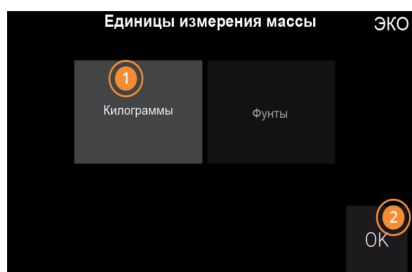 Единицы измерения массы
ЭКО
1
Килограммы
Фунты
2
OK